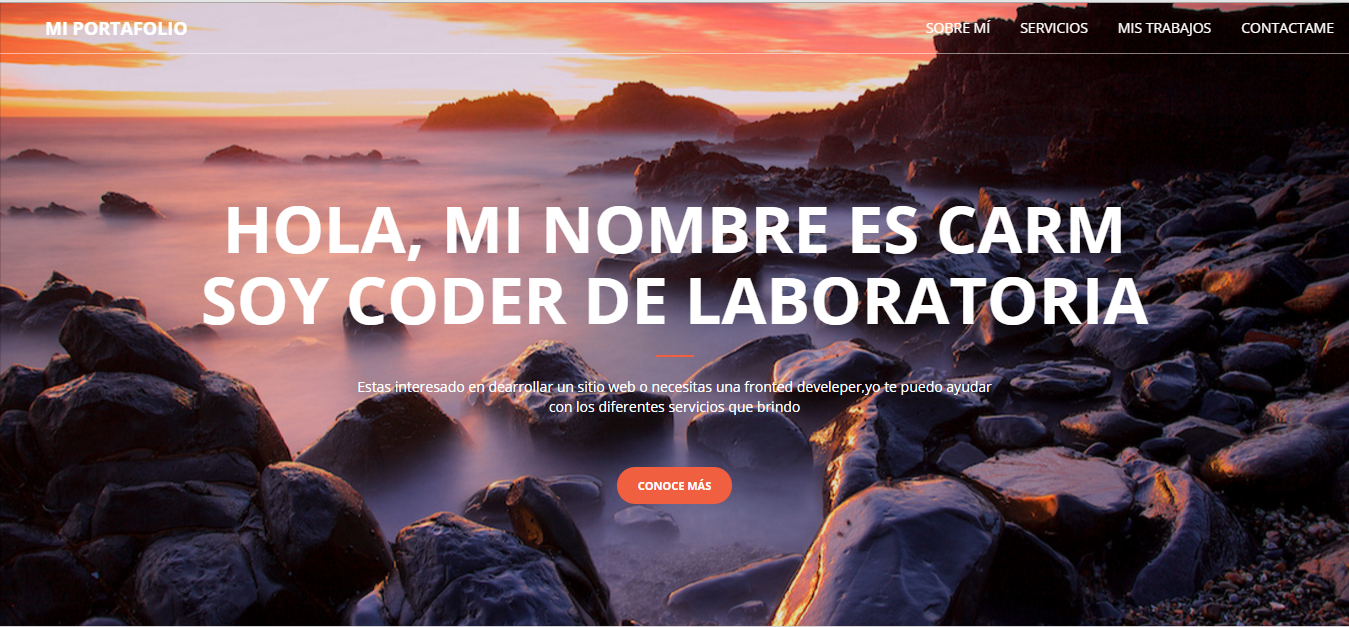 MI PORTAFOLIO
SOBRE MÍ SERVICIOS MIS TRABAJOS CONTACTAME
HOLA, MI NOMBRE ES CARM
SOY CODER DE LABORATORIA
Estas interesado en dearrollar un sitio web o necesitas una fronted develeper,yo te puedo ayudar
con los diferentes servicios que brindo
CONOCE MÁS